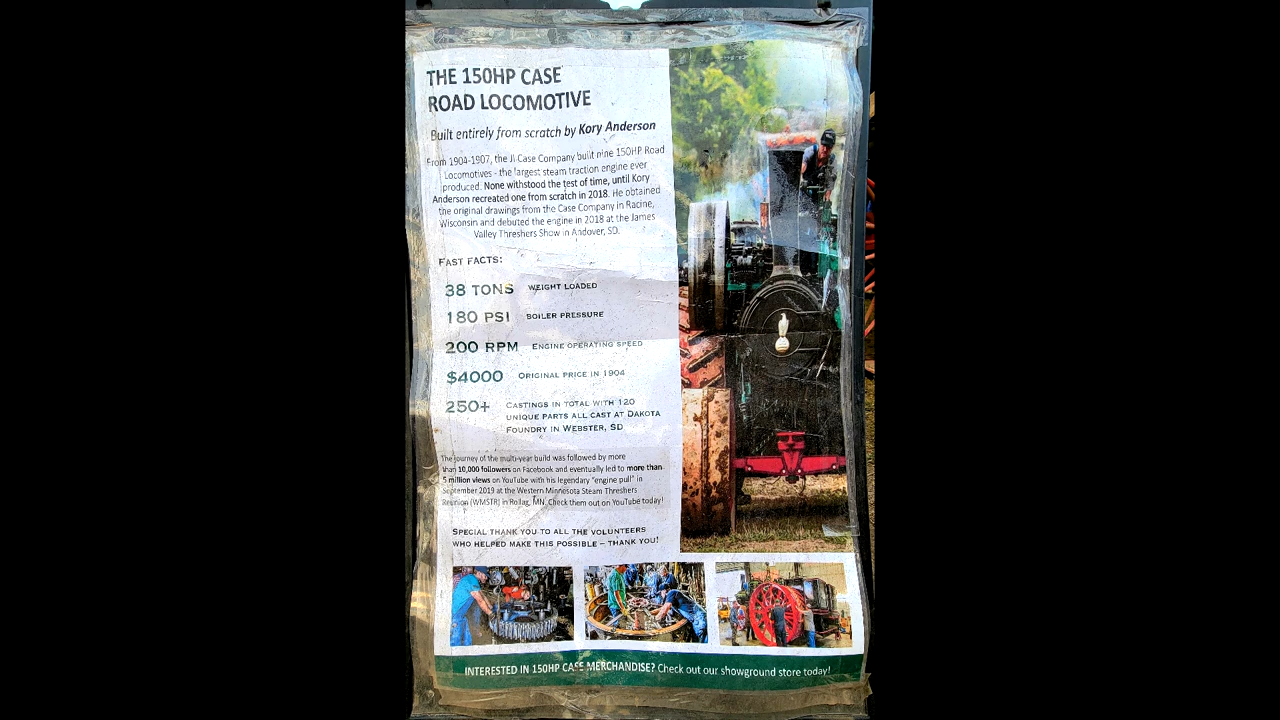 THE 150HP CASE
ROAD LOCOMOTIVE
Built entirely from scratch by Kory Anderson
From 1904-1907, the JI Case Company built nine 150HP Road
Locomotives - the largest steam traction engine ever
produced. None withstood the test of time, until Kory
Anderson recreated one from scratch in 2018. He obtained
the original drawings from the Case Company in Racine,
Wisconsin and debuted the engine in 2018 at the James
Valley Threshers Show in Andover, SD.
FAST FACTS:
38 TONS WEIGHT LOADED
180 PSI BOILER PRESSURE
200 RPM ENGINE OPERATING SPEED
$4000 ORIGINAL PRICE IN 1904
250+ CASTINGS IN TOTAL WITH 120
UNIQUE PARTS ALL CAST AT DAKOTA
FOUNDRY IN WEBSTER, SD
The journey of the multi-year build was followed by more
than 10,000 followers on Facebook and eventually led to more than
5 million views on YouTube with his legendary "engine pull" in
September 2019 at the Western Minnesota Steam Threshers
Reunion (WMSTR) in Rollag, MN. Check them out on YouTube today!
SPECIAL THANK YOU TO ALL THE VOLUNTEERS
WHO HELPED MAKE THIS POSSIBLE – THANK YOU!
INTERESTED IN 150HP CASE MERCHANDISE? Check out our showground store today!